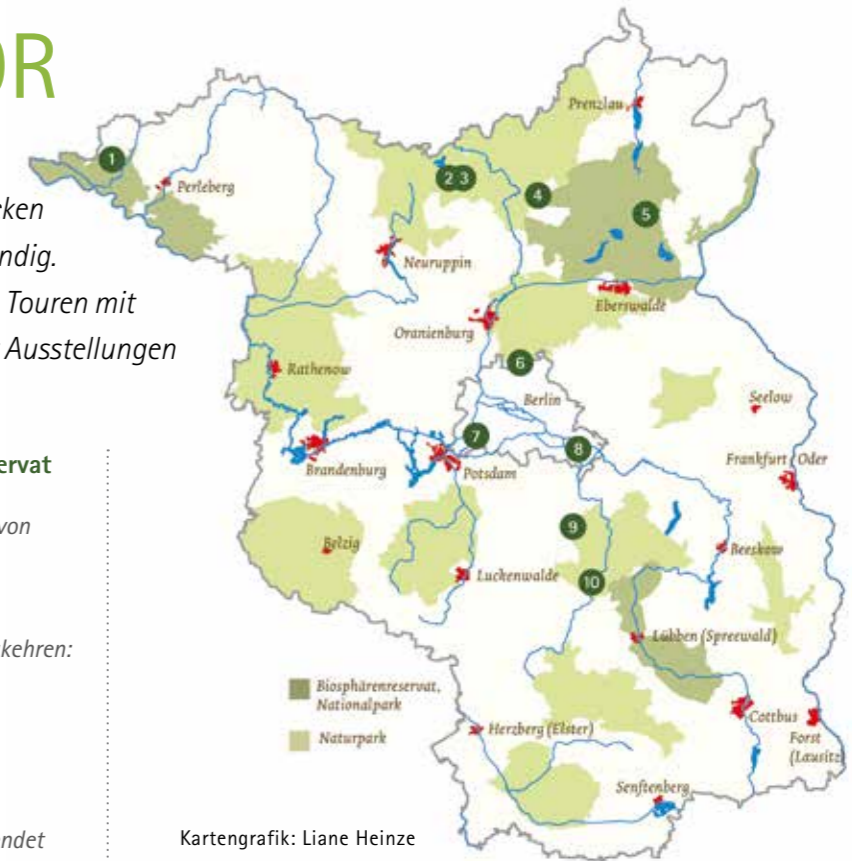 OR
ndig.
Touren mit
Ausstellungen
ervat
von
kehren:
ndet
Prenzlau
1
Perleberg
2 3
4
5
Neuruppin
Eberswalde
Oranienburg
6
Rathenow
Berlin
Seelow
7
8
Frankfurt/Oder
Brandenburg
Potsdam
9
Belzig
Beeskow
Luckenwalde
10
Lübben (Spreewald)
Biosphärenreservat,
Nationalpark
Naturpark
Herzberg (Elster)
Cottbus
Forst
(Lausitz)
Senftenberg
Kartengrafik: Liane Heinze